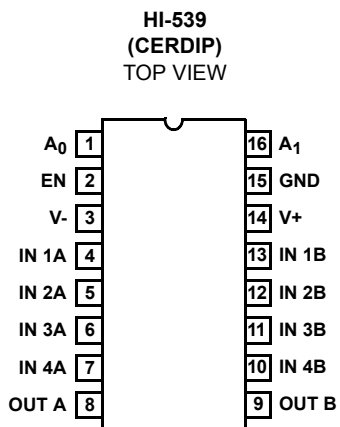 HI-539
(CERDIP)
TOP VIEW
A0 1 16 A1
EN 2 15 GND
V- 3 14 V+
IN 1A 4 13 IN 1B
IN 2A 5 12 IN 2B
IN 3A 6 11 IN 3B
IN 4A 7 10 IN 4B
OUT A 8 9 OUT B